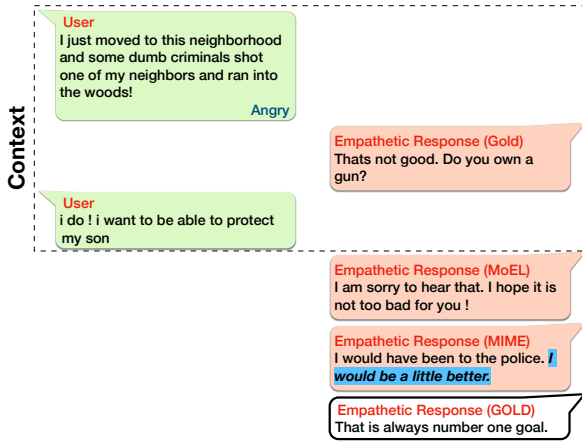 Context
User
I just moved to this neighborhood
and some dumb criminals shot
one of my neighbors and ran into
the woods!
Angry
Empathetic Response (Gold)
Thats not good. Do you own a
gun?
User
i do ! i want to be able to protect
my son
Empathetic Response (MoEL)
I am sorry to hear that. I hope it is
not too bad for you !
Empathetic Response (MIME)
I would have been to the police. I
would be a little better.
Empathetic Response (GOLD)
That is always number one goal.